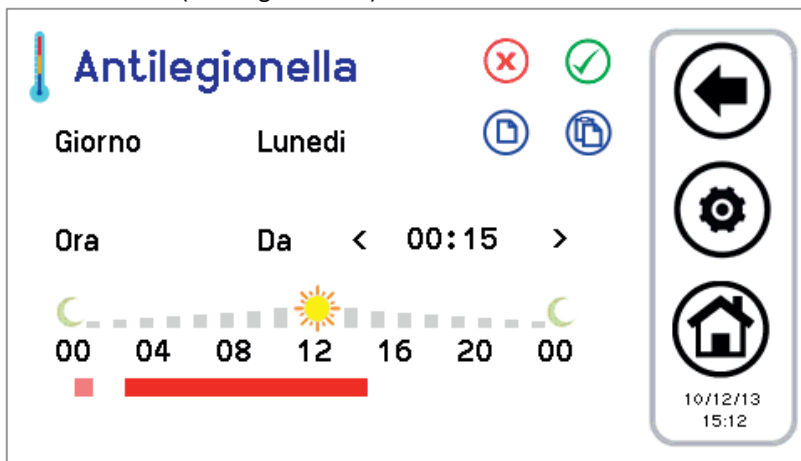 Antilegionella
Giorno Lunedi
Ora Da < 00:15 >
00 04 08 12 16 20 00
10/12/13
15:12